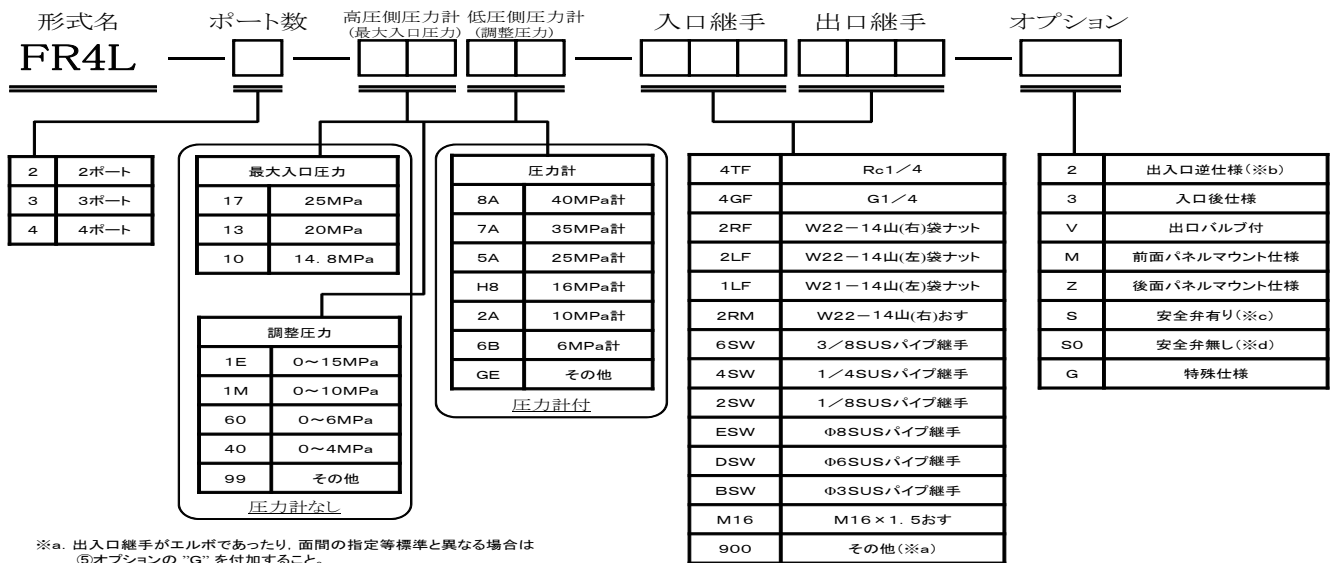 形式名 ポート数 高圧側圧力計 低圧側圧力計 入口継手 出口継手 オプション
(最大入口圧力) (調整圧力)
FR4L
2 2ポート
3 3ポート
4 4ポート
最大入口圧力
17 25MPa
13 20MPa
10 14.8MPa
調整圧力
1E 0~15MPa
1M 0~10MPa
60 0~6MPa
40 0~4MPa
99 その他
圧力計なし
圧力計
8A 40MPa計
7A 35MPa計
5A 25MPa計
H8 16MPa計
2A 10MPa計
6B 6MPa計
GE その他
圧力計付
4TF Rc1/4
4GF G1/4
2RF W22-14山(右)袋ナット
2LF W22-14山(左)袋ナット
1LF W21-14山(左)袋ナット
2RM W22-14山(右)おす
6SW 3/8SUSパイプ継手
4SW 1/4SUSパイプ継手
2SW 1/8SUSパイプ継手
ESW Φ8SUSパイプ継手
DSW Φ6SUSパイプ継手
BSW Φ3SUSパイプ継手
M16 M16×1.5おす
900 その他(※a)
2 出入口逆仕様(※b)
3 入口後仕様
V 出口バルブ付
M 前面パネルマウント仕様
Z 後面パネルマウント仕様
S 安全弁有り(※c)
S0 安全弁無し(※d)
G 特殊仕様
※a. 出入口継手がエルボであったり, 面間の指定等標準と異なる場合は
⑤オプションの "G" を付加すること。